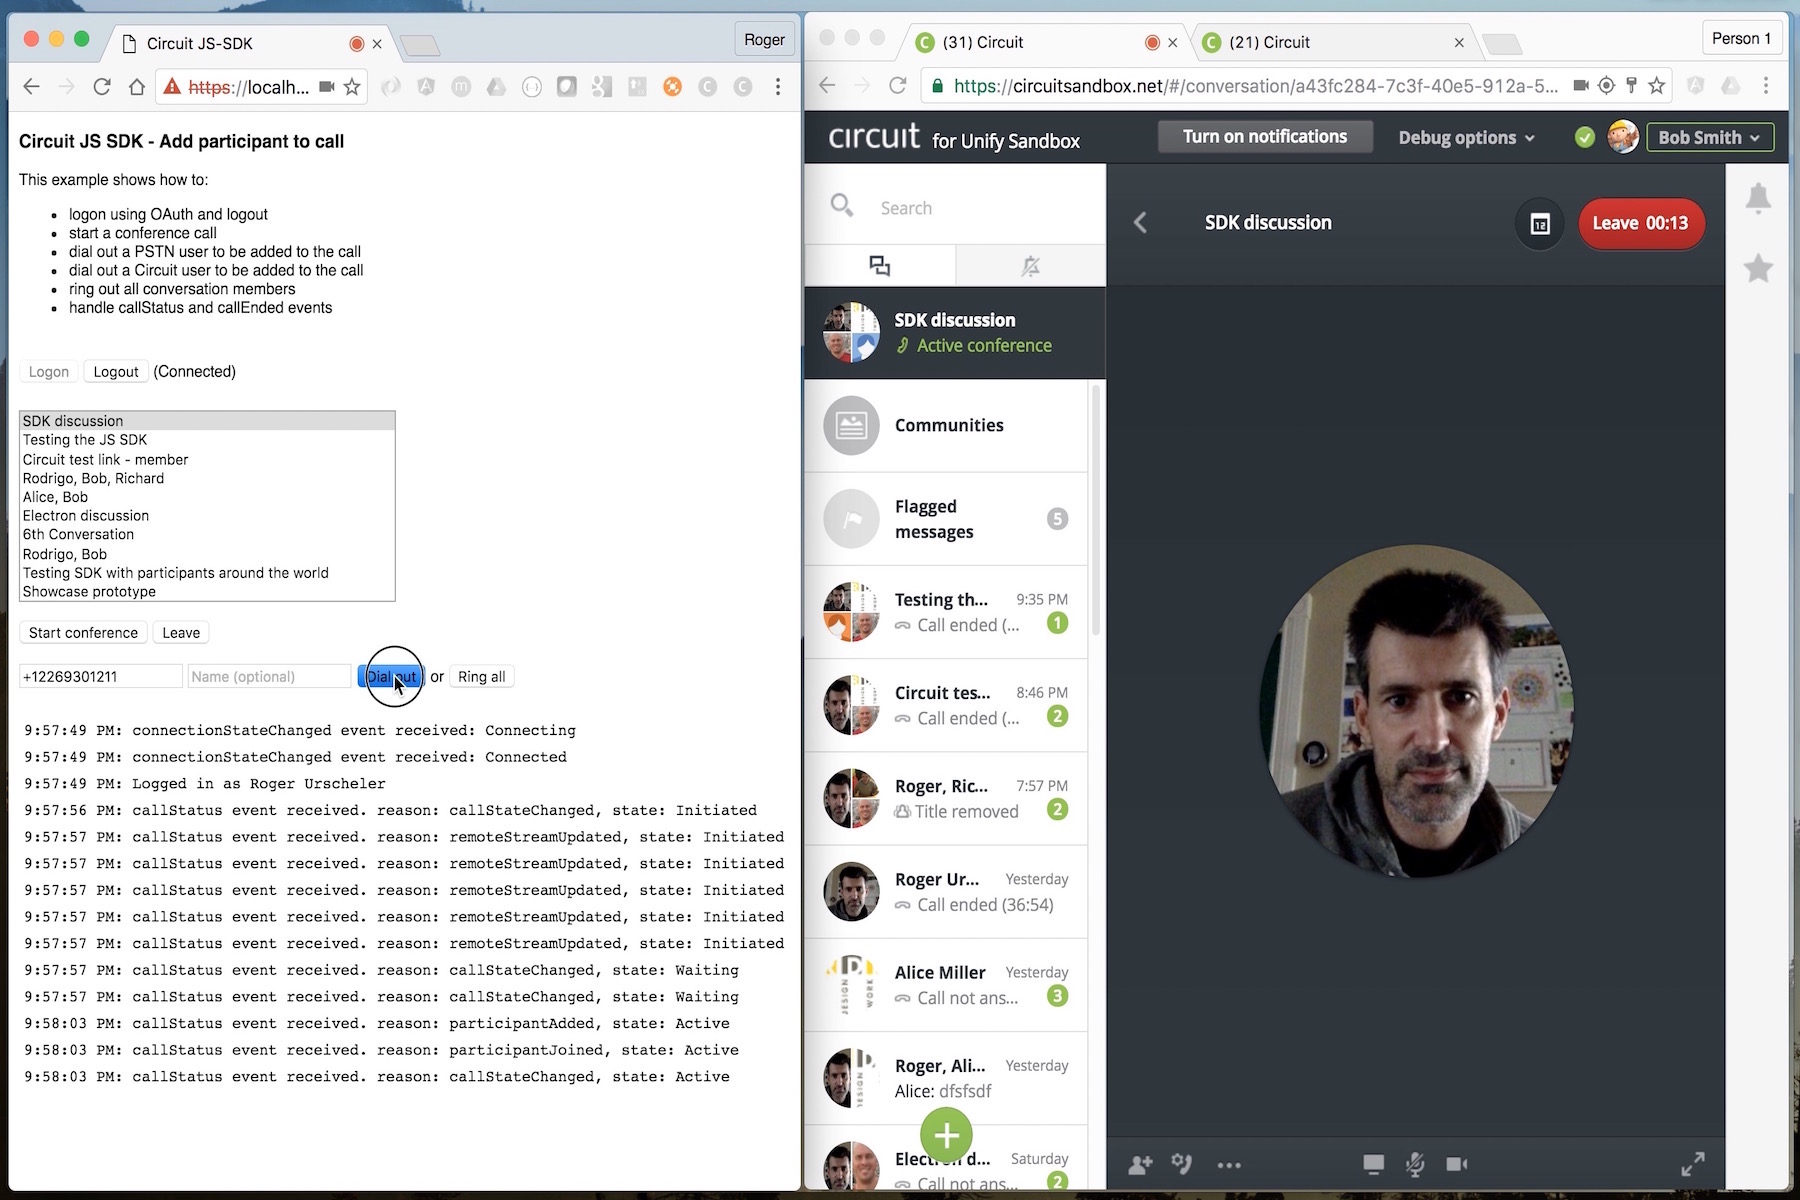 Circuit JS-SDK
Roger
https://localh...
Circuit JS SDK - Add participant to call
This example shows how to:
logon using OAuth and logout
start a conference call
dial out a PSTN user to be added to the call
dial out a Circuit user to be added to the call
ring out all conversation members
handle callStatus and callEnded events
Logon Logout (Connected)
SDK discussion
Testing the JS SDK
Circuit test link - member
Rodrigo, Bob, Richard
Alice, Bob
Electron discussion
6th Conversation
Rodrigo, Bob
Testing SDK with participants around the world
Showcase prototype
Start conference Leave
+12269301211 Name (optional) Dial out or Ring all
9:57:49 PM: connectionStateChanged event received: Connecting
9:57:49 PM: connectionStateChanged event received: Connected
9:57:49 PM: Logged in as Roger Urscheler
9:57:56 PM: callStatus event received. reason: callStateChanged, state: Initiated
9:57:57 PM: callStatus event received. reason: remoteStreamUpdated, state: Initiated
9:57:57 PM: callStatus event received. reason: remoteStreamUpdated, state: Initiated
9:57:57 PM: callStatus event received. reason: remoteStreamUpdated, state: Initiated
9:57:57 PM: callStatus event received. reason: remoteStreamUpdated, state: Initiated
9:57:57 PM: callStatus event received. reason: remoteStreamUpdated, state: Initiated
9:57:57 PM: callStatus event received. reason: callStateChanged, state: Waiting
9:57:57 PM: callStatus event received. reason: callStateChanged, state: Waiting
9:58:03 PM: callStatus event received. reason: participantAdded, state: Active
9:58:03 PM: callStatus event received. reason: participantJoined, state: Active
9:58:03 PM: callStatus event received. reason: callStateChanged, state: Active
(31) Circuit
(21) Circuit
Person 1
https://circuitsandbox.net/#/conversation/a43fc284-7c3f-40e5-912a-5...
circuit for Unify Sandbox
Turn on notifications
Debug options
Bob Smith
Search
SDK discussion
Active conference
Communities
Flagged
messages 5
Testing th... 9:35 PM
Call ended (... 1
Circuit tes... 8:46 PM
Call ended (... 2
Roger, Ric... 7:57 PM
Title removed 2
Roger Ur... Yesterday
Call ended (36:54)
Alice Miller Yesterday
Call not ans... 3
Roger, Ali... Yesterday
Alice: dfsfsdf
Electron d... Saturday
Call not ans... 2
SDK discussion
12
Leave 00:13